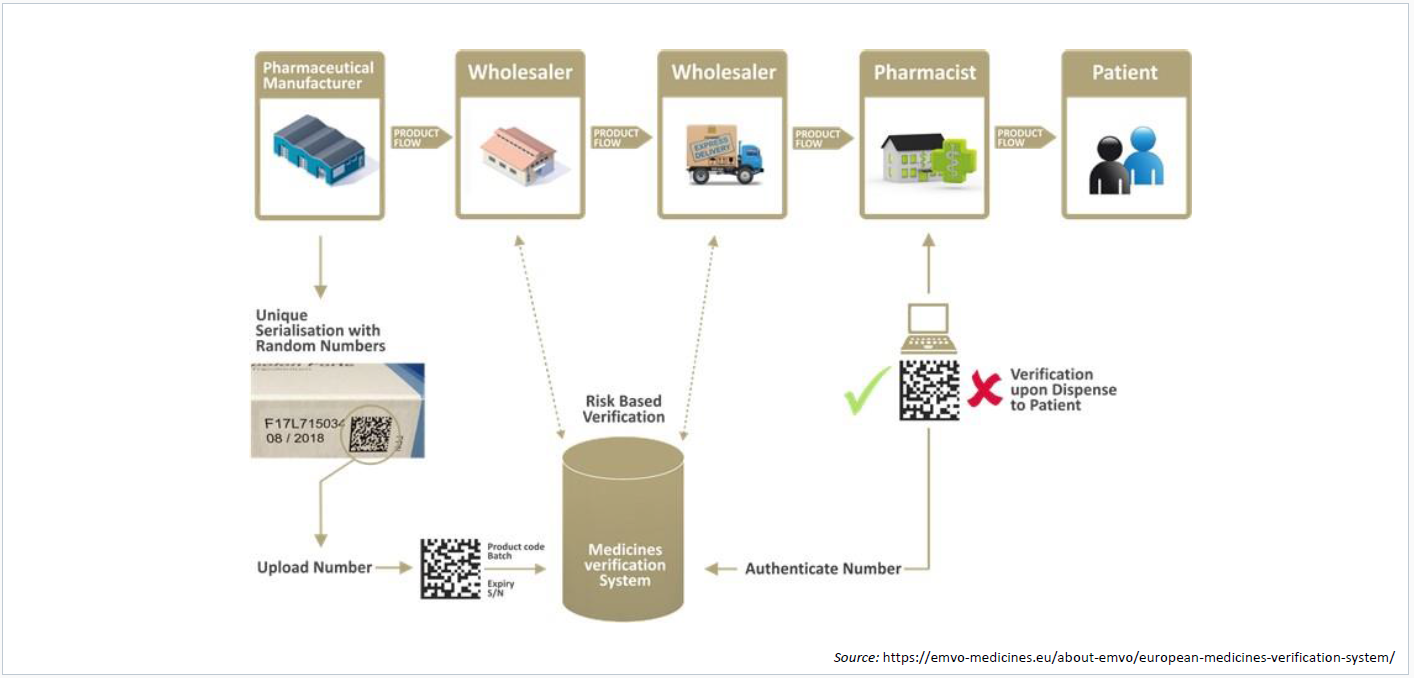 Pharmaceutical
Manufacturer
Wholesaler
Wholesaler
Pharmacist
Patient
PRODUCT
FLOW
PRODUCT
FLOW
PRODUCT
FLOW
PRODUCT
FLOW
EXPRESS
DELIVERY
Unique
Serialisation with
Random Numbers
F17L715034
08 / 2018
Risk Based
Verification
Verification
upon Dispense
to Patient
Upload Number
Product code
Batch
Expiry
S/N
Medicines
verification
System
Authenticate Number
Source: https://emvo-medicines.eu/about-emvo/european-medicines-verification-system/